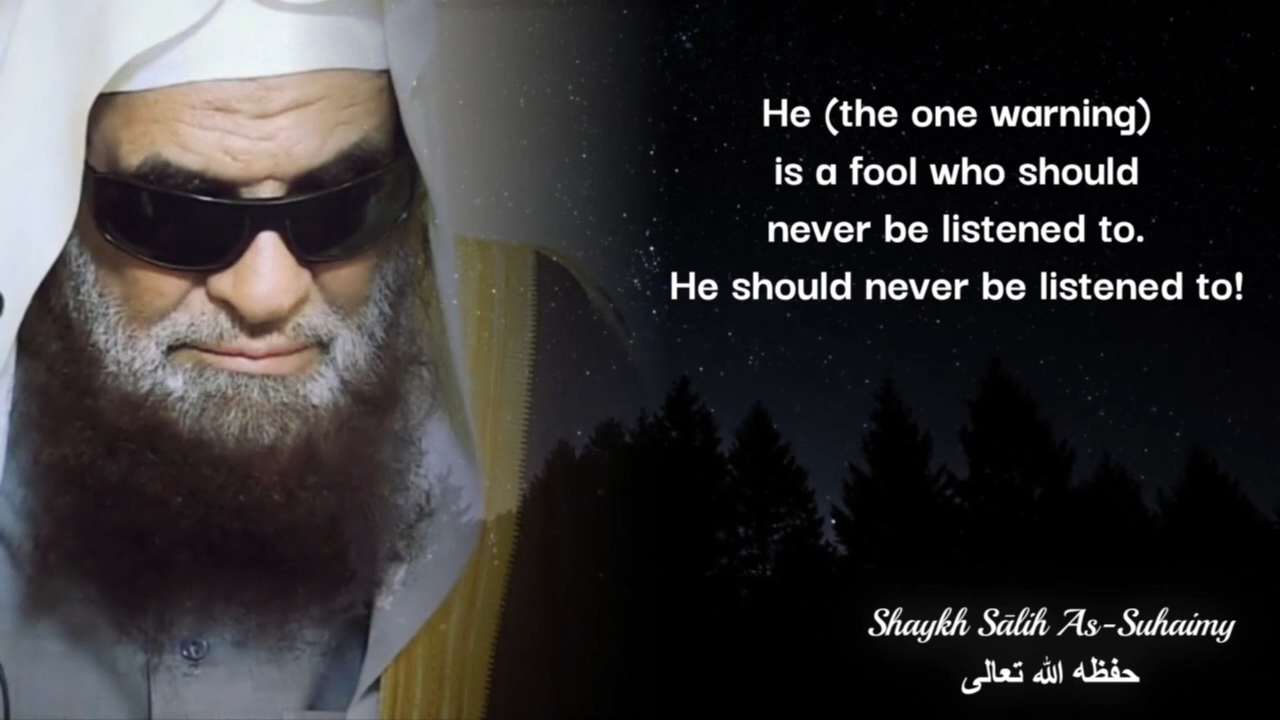 He (the one warning)
is a fool who should
never be listened to.
He should never be listened to!
Shaykh Sālih As-Suhaimy
حفظه الله تعالى